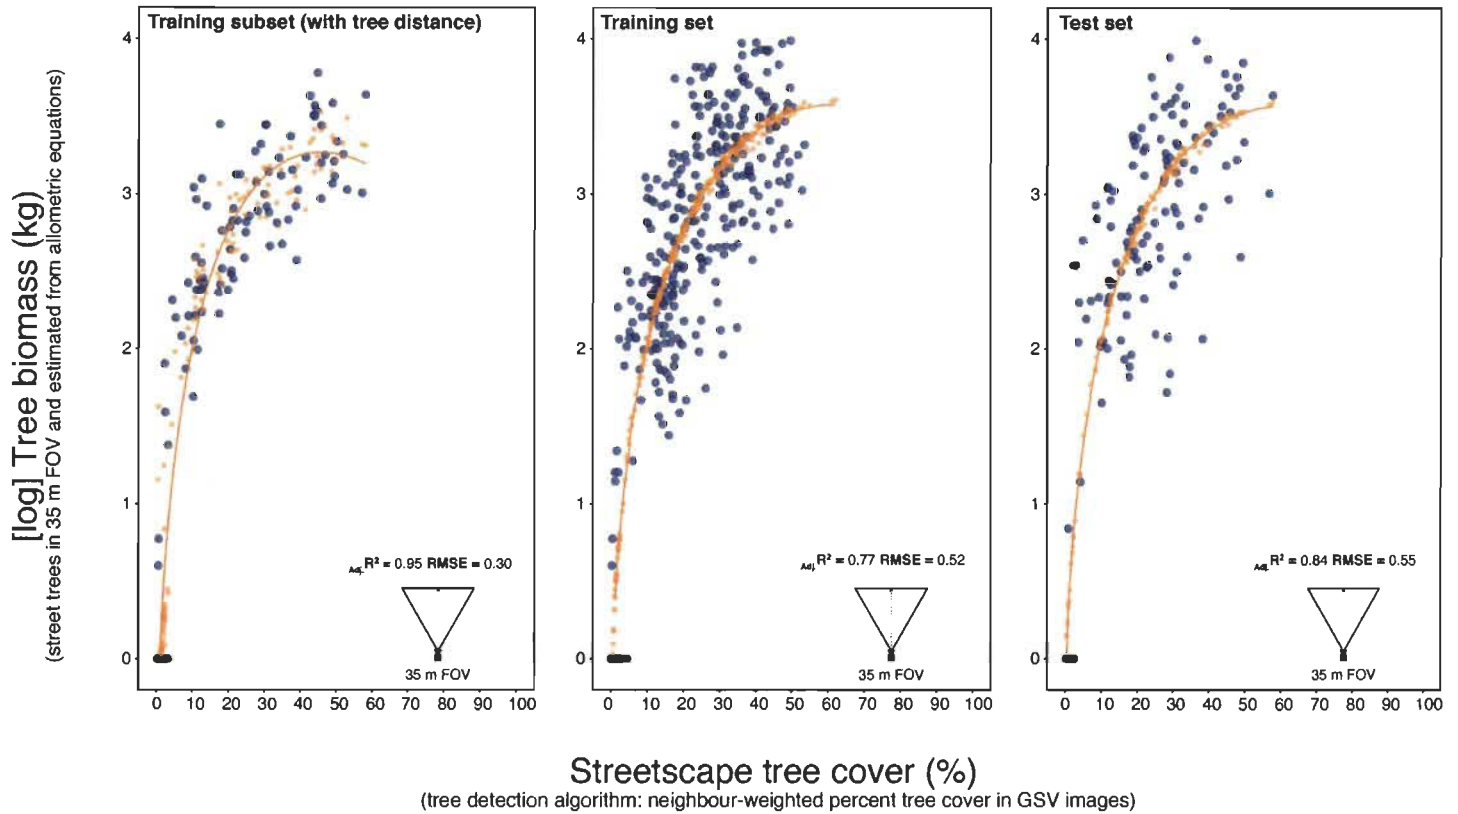 [log] Tree biomass (kg)
(street trees in 35 m FOV and estimated from allometric equations)
Training subset (with tree distance)
4
3
2
1
0
Adj. R² = 0.95 RMSE = 0.30
35 m FOV
0 10 20 30 40 50 60 70 80 90 100
Training set
4
3
2
1
0
Adj. R² = 0.77 RMSE = 0.52
35 m FOV
0 10 20 30 40 50 60 70 80 90 100
Test set
4
3
2
1
0
Adj. R² = 0.84 RMSE = 0.55
35 m FOV
0 10 20 30 40 50 60 70 80 90 100
Streetscape tree cover (%)
(tree detection algorithm: neighbour-weighted percent tree cover in GSV images)